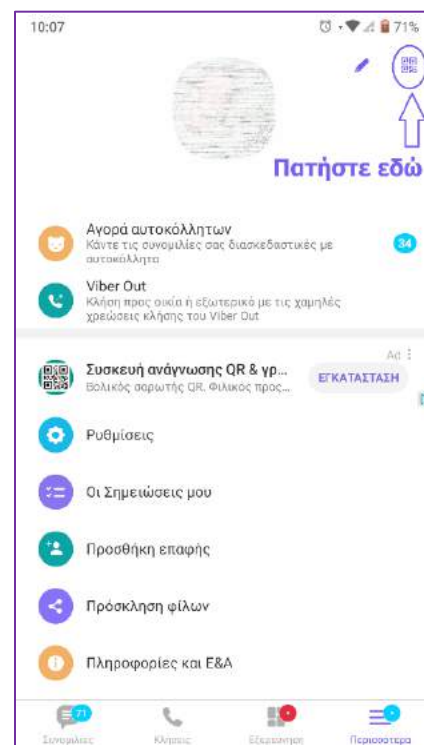 10:07
71%
Πατήστε εδώ
Αγορά αυτοκόλλητων
Κάντε τις συνομιλίες σας διασκεδαστικές με
αυτοκόλλητα
34
Viber Out
Κλήση προς οικία ή εξωτερικό με τις χαμηλές
χρεώσεις κλήσης του Viber Out
Ad
Συσκευή ανάγνωσης QR & γρ...
Βολικός σαρωτής QR. Φιλικός προς...
ΕΓΚΑΤΑΣΤΑΣΗ
Ρυθμίσεις
Οι Σημειώσεις μου
Προσθήκη επαφής
Πρόσκληση φίλων
Πληροφορίες και Ε&Α
71
Συνομιλίες Κλήσεις Εξερεύνηση Περισσότερα